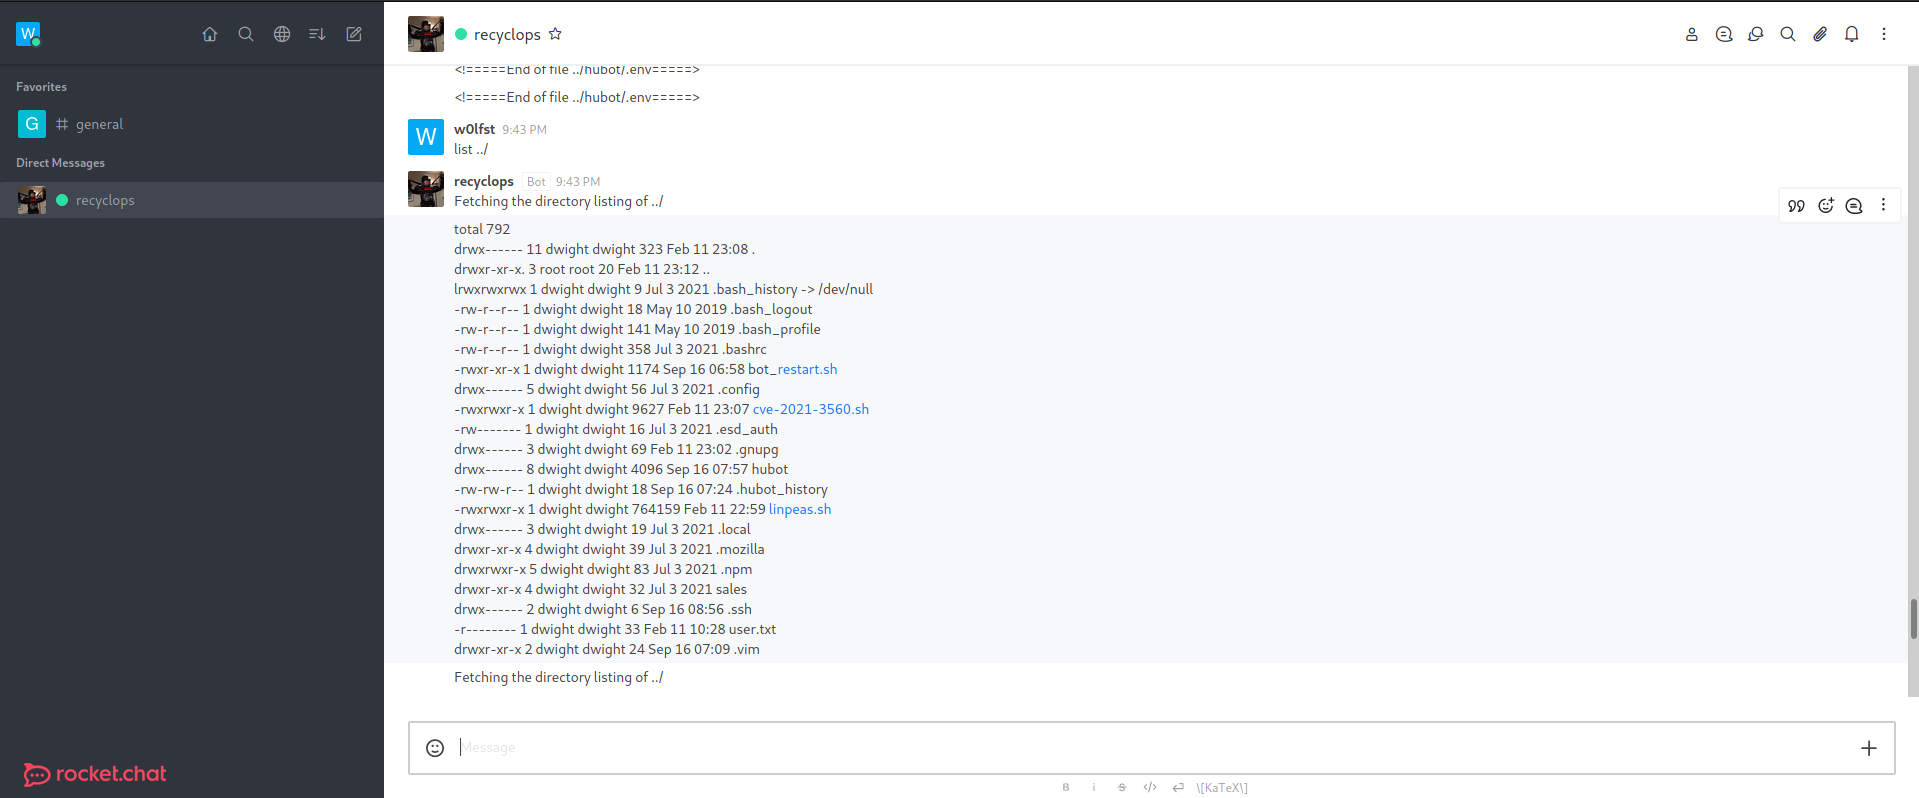 W
Favorites
G # general
Direct Messages
recyclops
rocket.chat
recyclops
<!=====End of file ../hubot/.env=====>
<!=====End of file ../hubot/.env=====>
W
w0lfst 9:43 PM
list ../
recyclops Bot 9:43 PM
Fetching the directory listing of ../
total 792
drwx------ 11 dwight dwight 323 Feb 11 23:08 .
drwxr-xr-x. 3 root root 20 Feb 11 23:12 ..
lrwxrwxrwx 1 dwight dwight 9 Jul 3 2021 .bash_history -> /dev/null
-rw-r--r-- 1 dwight dwight 18 May 10 2019 .bash_logout
-rw-r--r-- 1 dwight dwight 141 May 10 2019 .bash_profile
-rw-r--r-- 1 dwight dwight 358 Jul 3 2021 .bashrc
-rwxr-xr-x 1 dwight dwight 1174 Sep 16 06:58 bot_restart.sh
drwx------ 5 dwight dwight 56 Jul 3 2021 .config
-rwxrwxr-x 1 dwight dwight 9627 Feb 11 23:07 cve-2021-3560.sh
-rw------- 1 dwight dwight 16 Jul 3 2021 .esd_auth
drwx------ 3 dwight dwight 69 Feb 11 23:02 .gnupg
drwx------ 8 dwight dwight 4096 Sep 16 07:57 hubot
-rw-rw-r-- 1 dwight dwight 18 Sep 16 07:24 .hubot_history
-rwxrwxr-x 1 dwight dwight 764159 Feb 11 22:59 linpeas.sh
drwx------ 3 dwight dwight 19 Jul 3 2021 .local
drwxr-xr-x 4 dwight dwight 39 Jul 3 2021 .mozilla
drwxrwxr-x 5 dwight dwight 83 Jul 3 2021 .npm
drwxr-xr-x 4 dwight dwight 32 Jul 3 2021 sales
drwx------ 2 dwight dwight 6 Sep 16 08:56 .ssh
-r-------- 1 dwight dwight 33 Feb 11 10:28 user.txt
drwxr-xr-x 2 dwight dwight 24 Sep 16 07:09 .vim
Fetching the directory listing of ../
Message
B i S </> \[KaTeX\]